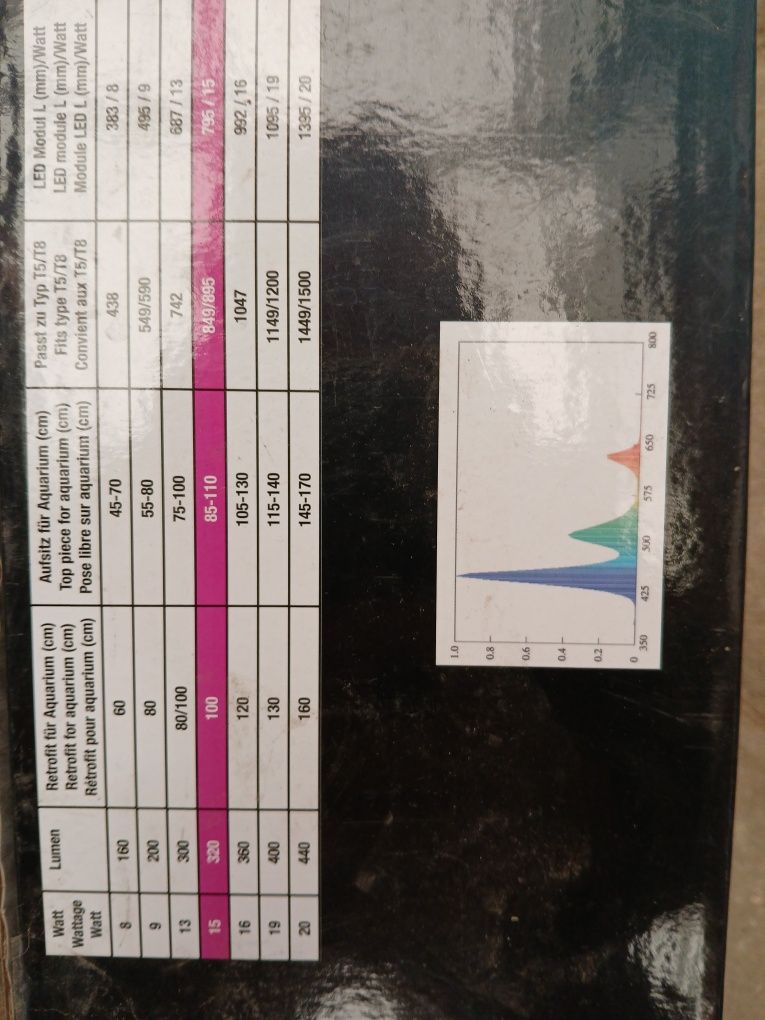 Watt
Wattage
Watt
Lumen
Retrofit für Aquarium (cm)
Retrofit for aquarium (cm)
Rétrofit pour aquarium (cm)
Aufsitz für Aquarium (cm)
Top piece for aquarium (cm)
Pose libre sur aquarium (cm)
Passt zu Typ T5/T8
Fits type T5/T8
Convient aux T5/T8
LED Modul L (mm)/Watt
LED module L (mm)/Watt
Module LED L (mm)/Watt
8 160 60 45-70 438 383 / 8
9 200 80 55-80 549/590 495 / 9
13 300 80/100 75-100 742 687 / 13
15 320 100 85-110 849/895 795 / 15
16 360 120 105-130 1047 992 / 16
19 400 130 115-140 1149/1200 1095 / 19
20 440 160 145-170 1449/1500 1395 / 20
1.0
0.8
0.6
0.4
0.2
0
350 425 500 575 650 725 800